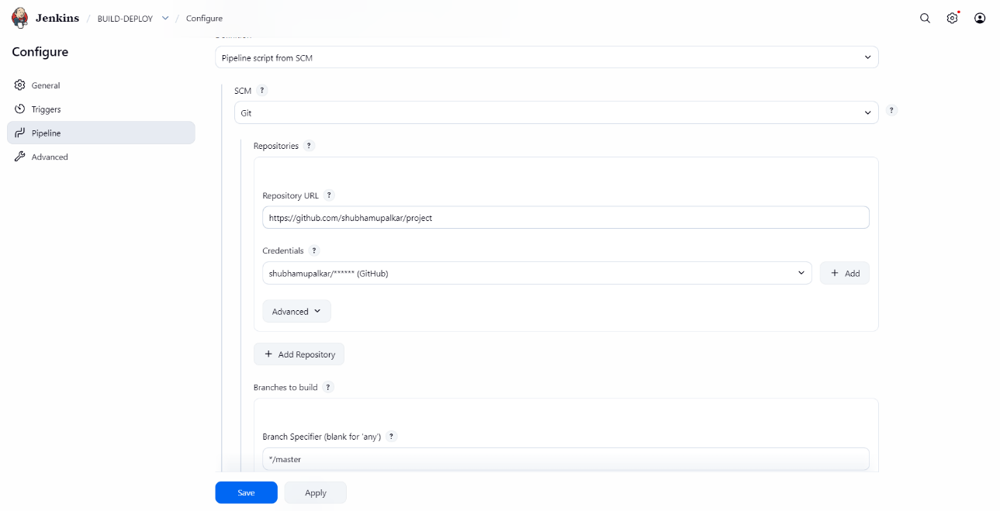 Jenkins / BUILD-DEPLOY / Configure
Configure
General
Triggers
Pipeline
Advanced
Definition
Pipeline script from SCM
SCM ?
Git
?
Repositories ?
Repository URL ?
https://github.com/shubhamupalkar/project
Credentials ?
shubhamupalkar/****** (GitHub)
+ Add
Advanced
+ Add Repository
Branches to build ?
Branch Specifier (blank for 'any') ?
*/master
Save
Apply